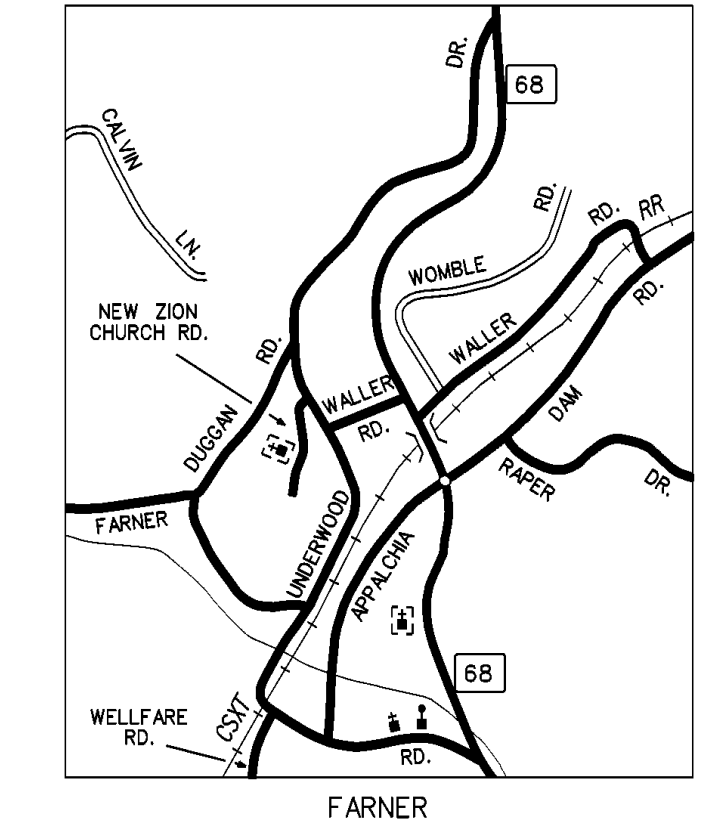 DR.
68
CALVIN
LN.
RD.
RD. RR
WOMBLE
NEW ZION
CHURCH RD.
RD.
WALLER
RD.
WALLER
RD.
DAM
DUGGAN
RAPER
DR.
FARNER
UNDERWOOD
APPALCHIA
68
WELLFARE
RD.
CSXT
RD.
FARNER